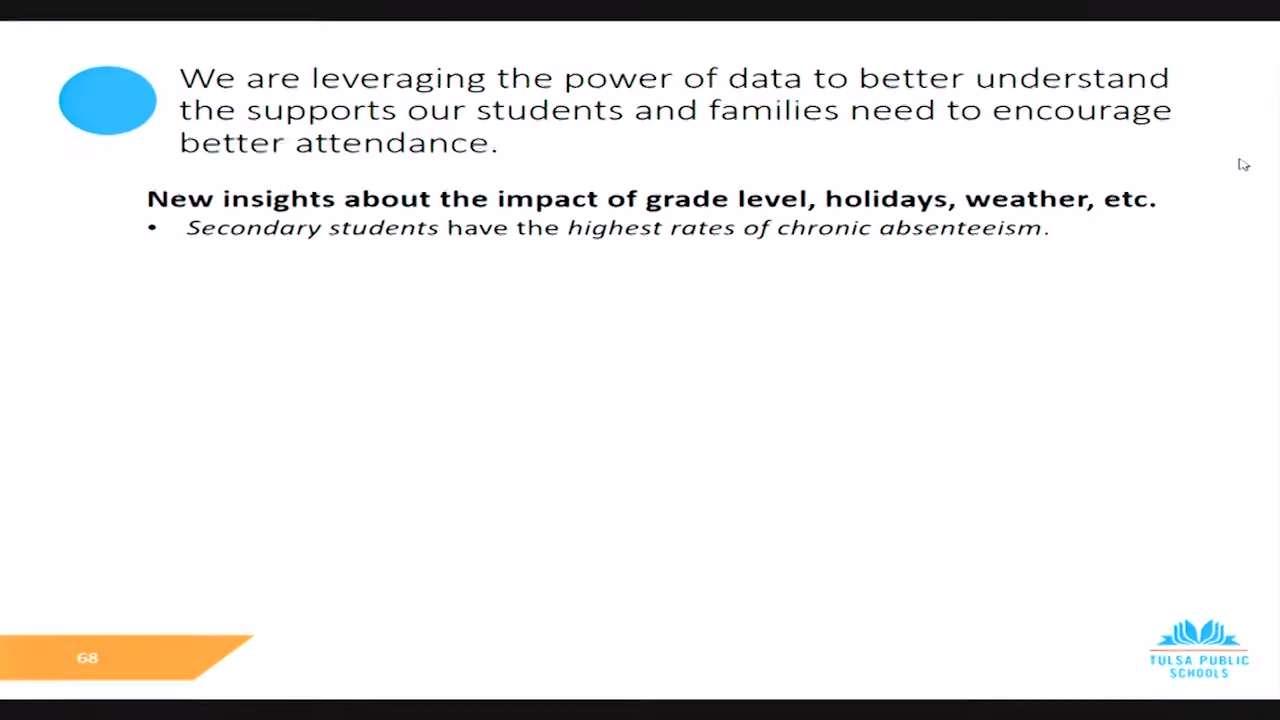 We are leveraging the power of data to better understand
the supports our students and families need to encourage
better attendance.
New insights about the impact of grade level, holidays, weather, etc.
• Secondary students have the highest rates of chronic absenteeism.
68
TULSA PUBLIC
SCHOOLS